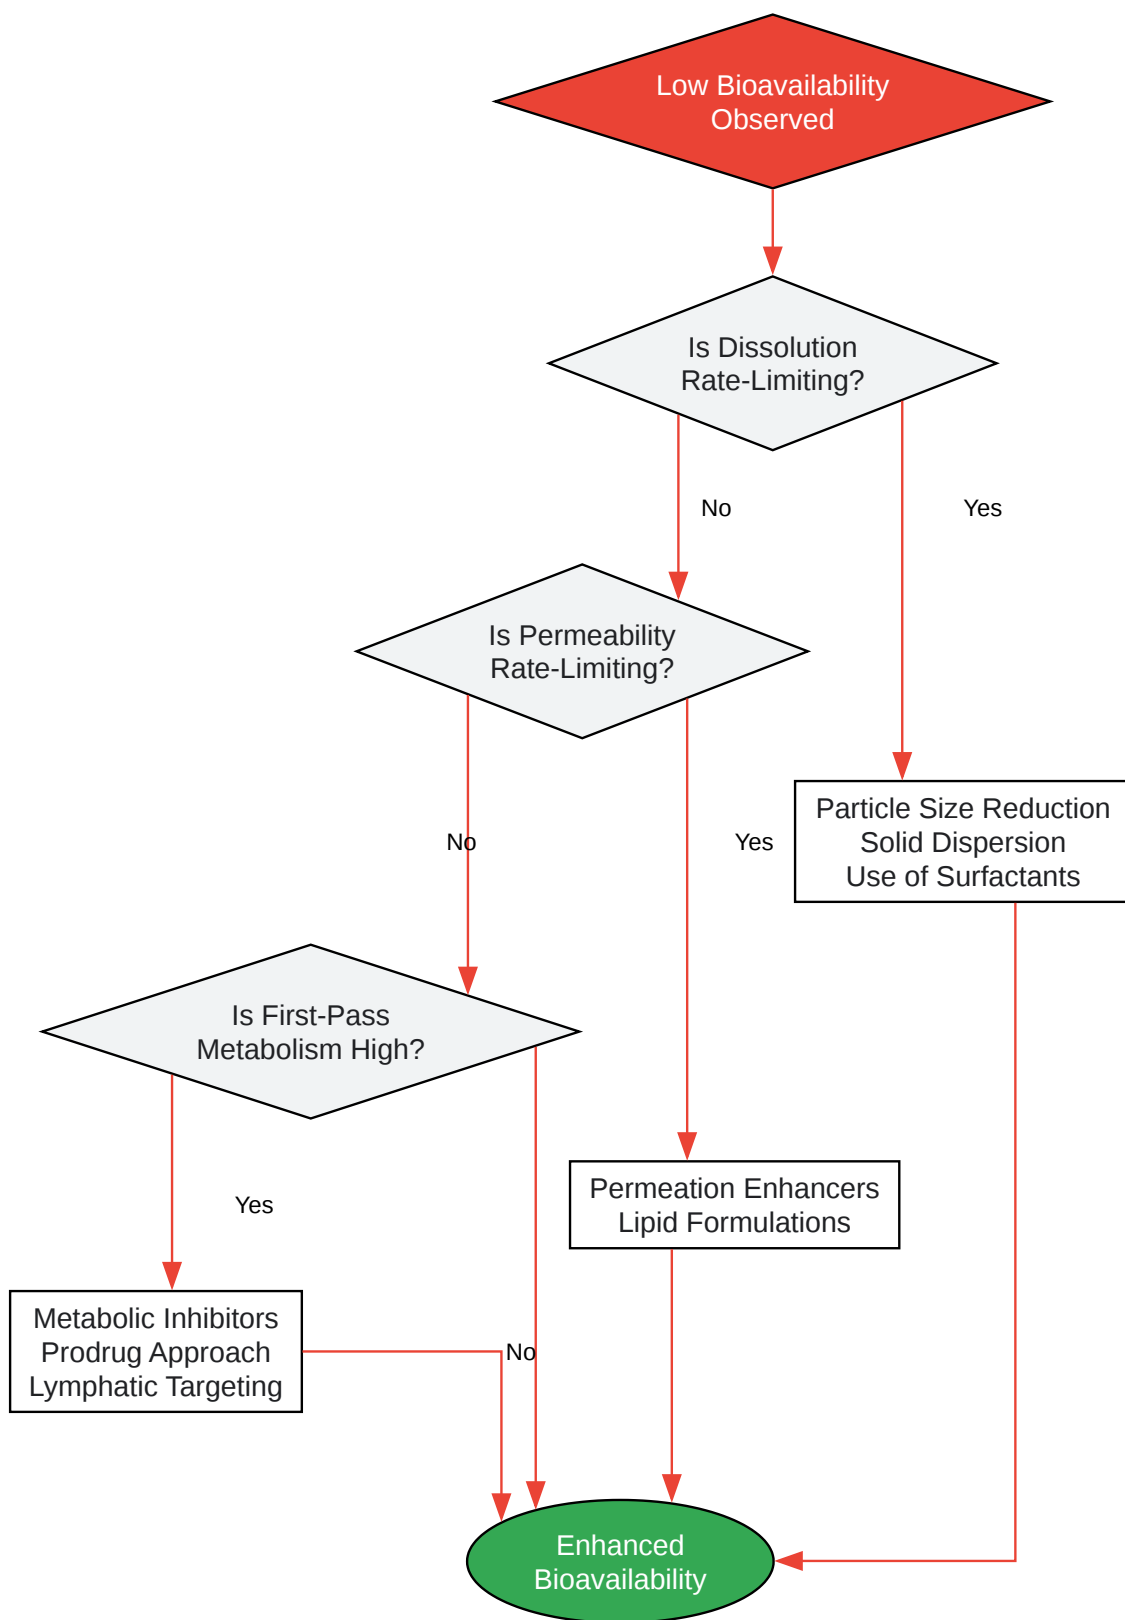 Low Bioavailability
Observed
Is Dissolution
Rate-Limiting?
No
Yes
Is Permeability
Rate-Limiting?
No
Yes
Particle Size Reduction
Solid Dispersion
Use of Surfactants
Is First-Pass
Metabolism High?
Yes
Permeation Enhancers
Lipid Formulations
Metabolic Inhibitors
Prodrug Approach
Lymphatic Targeting
No
Enhanced
Bioavailability